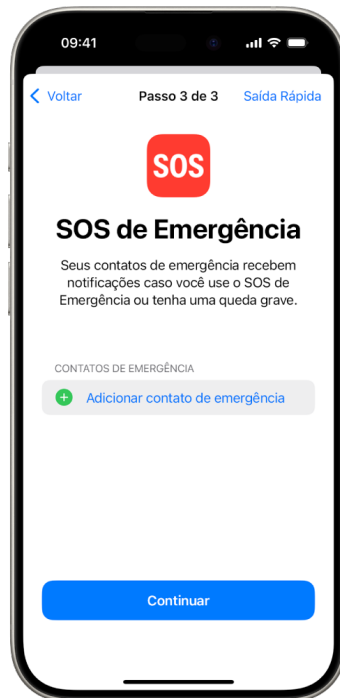 09:41
Voltar
Passo 3 de 3
Saída Rápida
SOS
SOS de Emergência
Seus contatos de emergência recebem
notificações caso você use o SOS de
Emergência ou tenha uma queda grave.
CONTATOS DE EMERGÊNCIA
Adicionar contato de emergência
Continuar